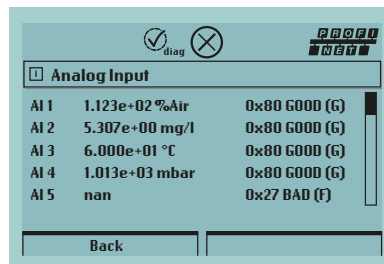 diag
PROFI
NET
Analog Input
AI 1 1.123e+02 %Air 0x80 GOOD (G)
AI 2 5.307e+00 mg/l 0x80 GOOD (G)
AI 3 6.000e+01 °C 0x80 GOOD (G)
AI 4 1.013e+03 mbar 0x80 GOOD (G)
AI 5 nan 0x27 BAD (F)
Back